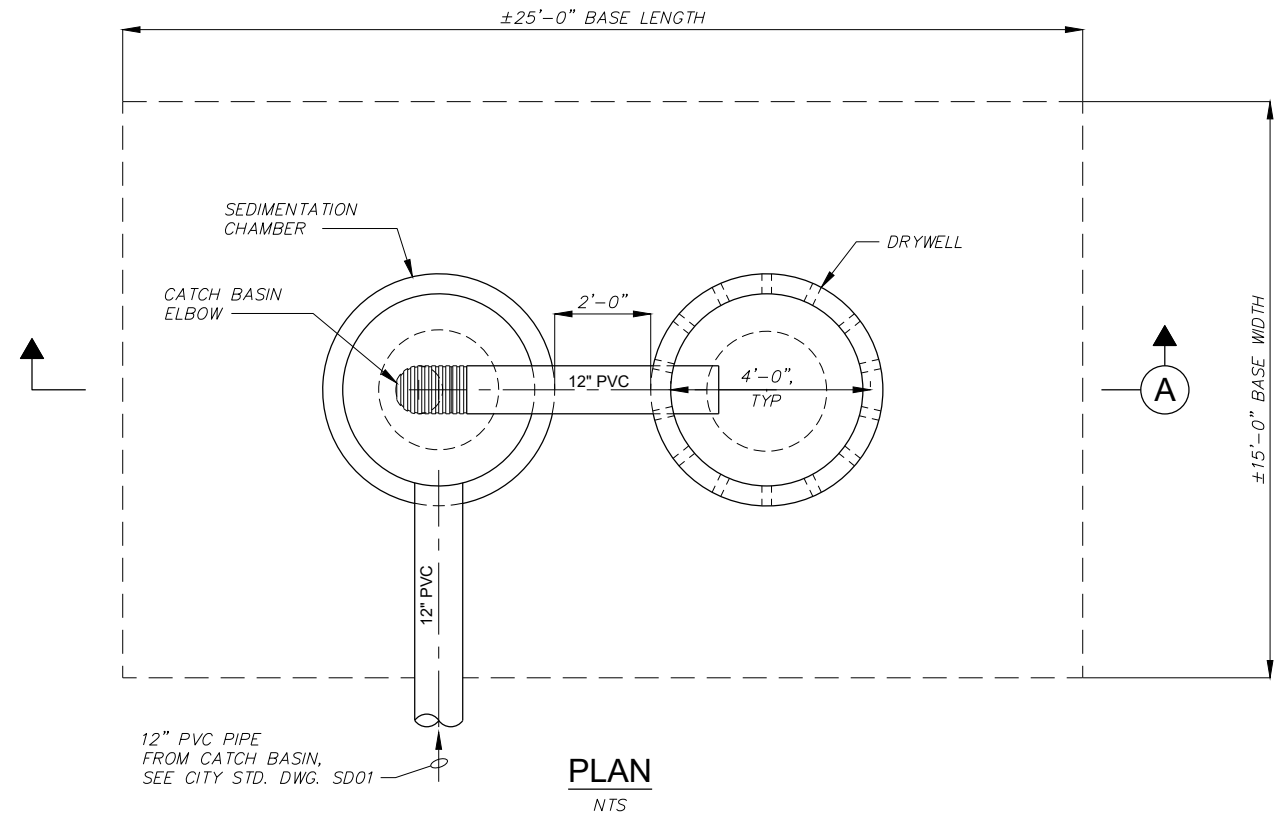 ±25'-0" BASE LENGTH
SEDIMENTATION
CHAMBER
DRYWELL
CATCH BASIN
ELBOW
2'-0"
12" PVC
4'-0",
TYP
A
±15'-0" BASE WIDTH
12" PVC
12" PVC PIPE
FROM CATCH BASIN,
SEE CITY STD. DWG. SD01
PLAN
NTS